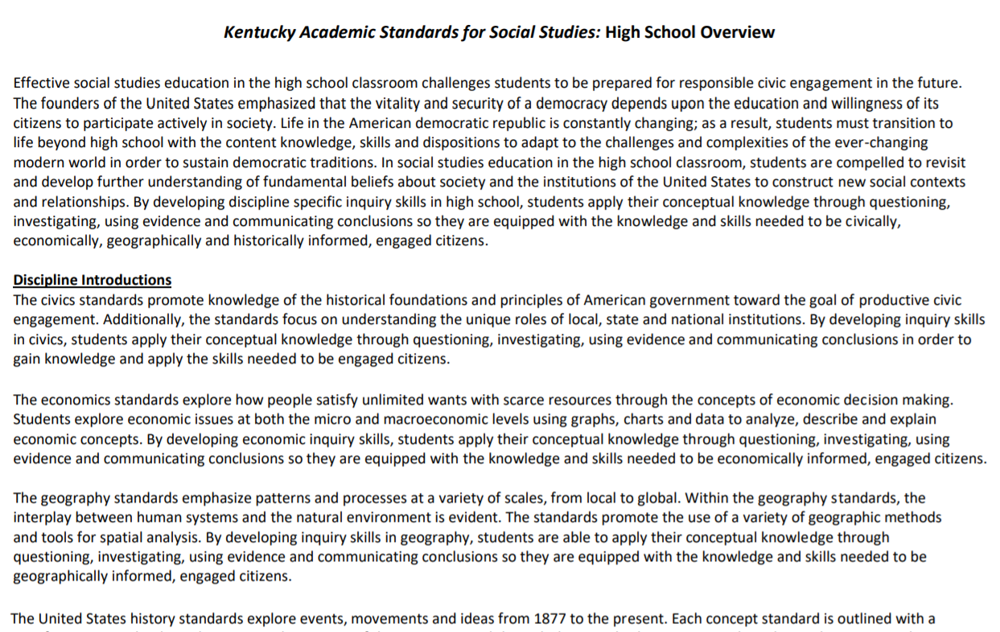 Kentucky Academic Standards for Social Studies: High School Overview
Effective social studies education in the high school classroom challenges students to be prepared for responsible civic engagement in the future.
The founders of the United States emphasized that the vitality and security of a democracy depends upon the education and willingness of its
citizens to participate actively in society. Life in the American democratic republic is constantly changing; as a result, students must transition to
life beyond high school with the content knowledge, skills and dispositions to adapt to the challenges and complexities of the ever-changing
modern world in order to sustain democratic traditions. In social studies education in the high school classroom, students are compelled to revisit
and develop further understanding of fundamental beliefs about society and the institutions of the United States to construct new social contexts
and relationships. By developing discipline specific inquiry skills in high school, students apply their conceptual knowledge through questioning,
investigating, using evidence and communicating conclusions so they are equipped with the knowledge and skills needed to be civically,
economically, geographically and historically informed, engaged citizens.
Discipline Introductions
The civics standards promote knowledge of the historical foundations and principles of American government toward the goal of productive civic
engagement. Additionally, the standards focus on understanding the unique roles of local, state and national institutions. By developing inquiry skills
in civics, students apply their conceptual knowledge through questioning, investigating, using evidence and communicating conclusions in order to
gain knowledge and apply the skills needed to be engaged citizens.
The economics standards explore how people satisfy unlimited wants with scarce resources through the concepts of economic decision making.
Students explore economic issues at both the micro and macroeconomic levels using graphs, charts and data to analyze, describe and explain
economic concepts. By developing economic inquiry skills, students apply their conceptual knowledge through questioning, investigating, using
evidence and communicating conclusions so they are equipped with the knowledge and skills needed to be economically informed, engaged citizens.
The geography standards emphasize patterns and processes at a variety of scales, from local to global. Within the geography standards, the
interplay between human systems and the natural environment is evident. The standards promote the use of a variety of geographic methods
and tools for spatial analysis. By developing inquiry skills in geography, students are able to apply their conceptual knowledge through
questioning, investigating, using evidence and communicating conclusions so they are equipped with the knowledge and skills needed to be
geographically informed, engaged citizens.
The United States history standards explore events, movements and ideas from 1877 to the present. Each concept standard is outlined with a